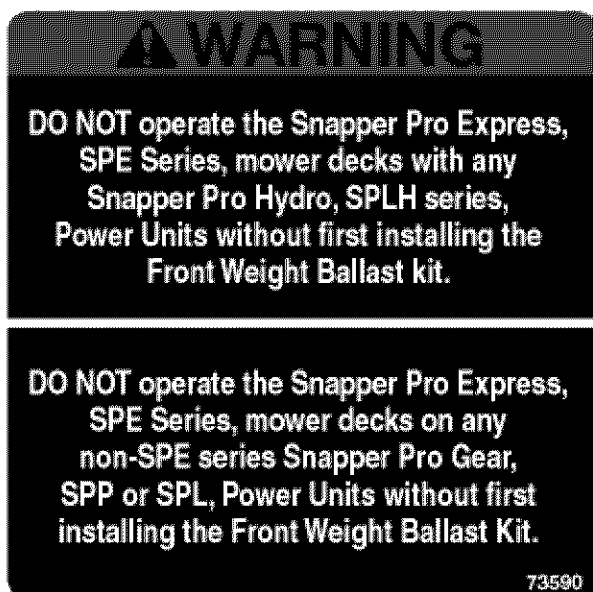 WARNING
DO NOT operate the Snapper Pro Express,
SPE Series, mower decks with any
Snapper Pro Hydro, SPLH series,
Power Units without first installing the
Front Weight Ballast kit.
DO NOT operate the Snapper Pro Express,
SPE Series, mower decks on any
non-SPE series Snapper Pro Gear,
SPP or SPL, Power Units without first
installing the Front Weight Ballast Kit.
73590